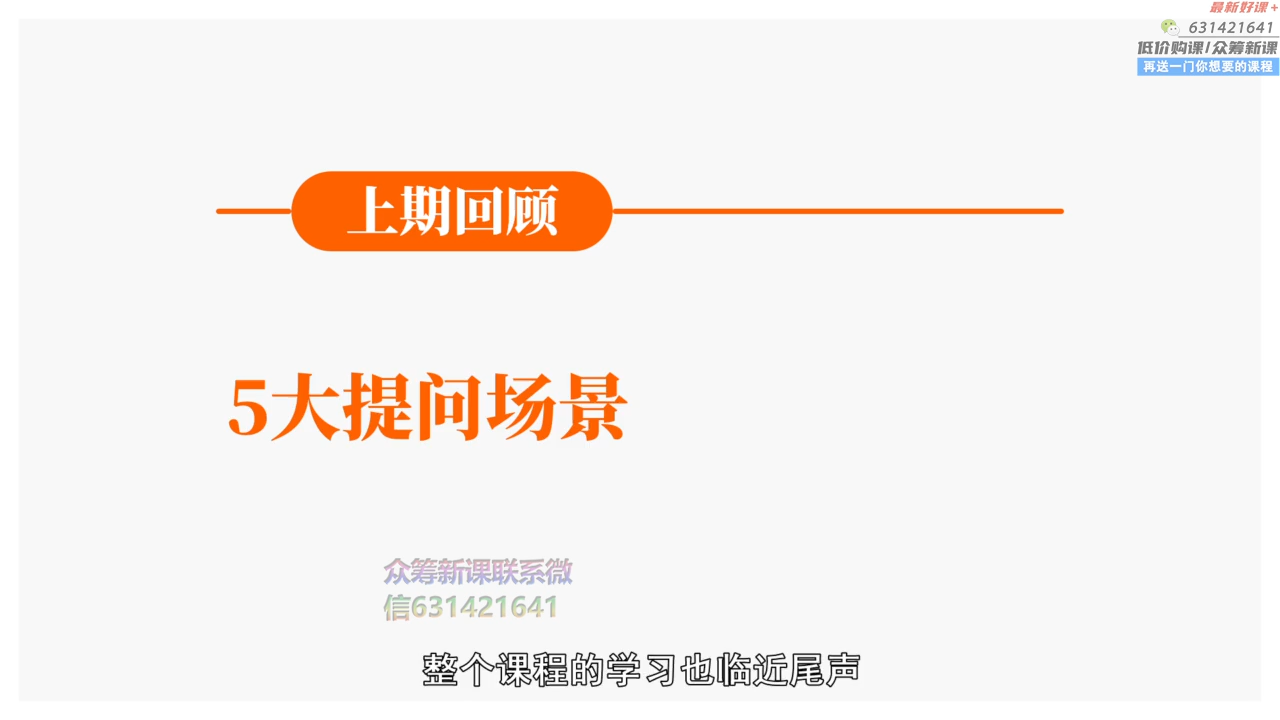 最新好课+
631421641
低价购课/众筹新课
再送一门你想要的课程
上期回顾
5大提问场景
众筹新课联系微
信631421641
整个课程的学习也临近尾声